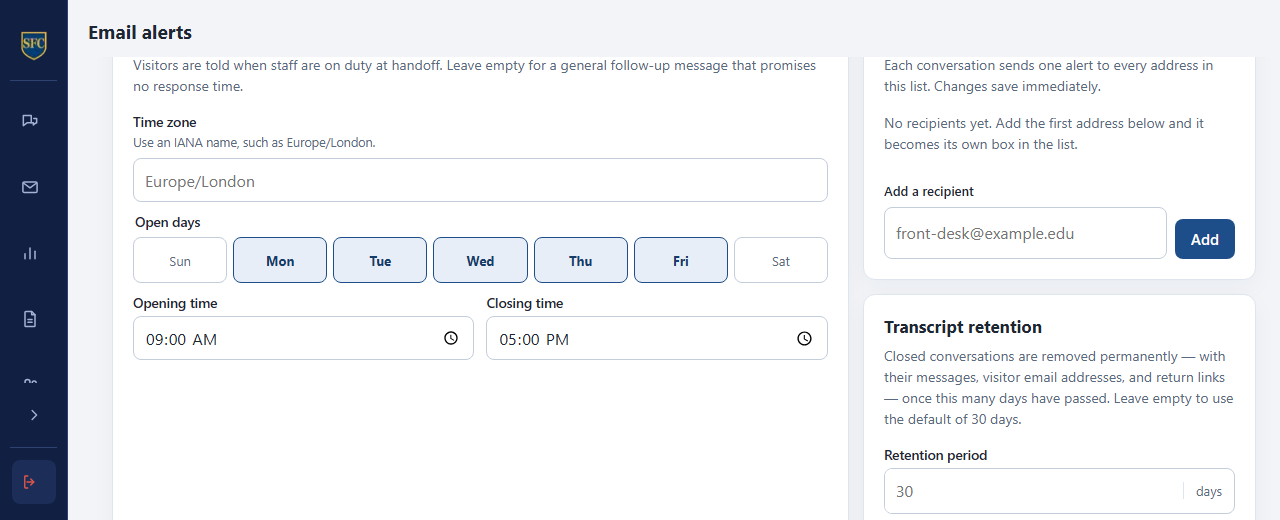 SFC
Email alerts
Visitors are told when staff are on duty at handoff. Leave empty for a general follow-up message that promises
no response time.
Time zone
Use an IANA name, such as Europe/London.
Europe/London
Open days
Sun Mon Tue Wed Thu Fri Sat
Opening time Closing time
09:00 AM 05:00 PM
Each conversation sends one alert to every address in
this list. Changes save immediately.
No recipients yet. Add the first address below and it
becomes its own box in the list.
Add a recipient
front-desk@example.edu Add
Transcript retention
Closed conversations are removed permanently — with
their messages, visitor email addresses, and return links
— once this many days have passed. Leave empty to use
the default of 30 days.
Retention period
30 days